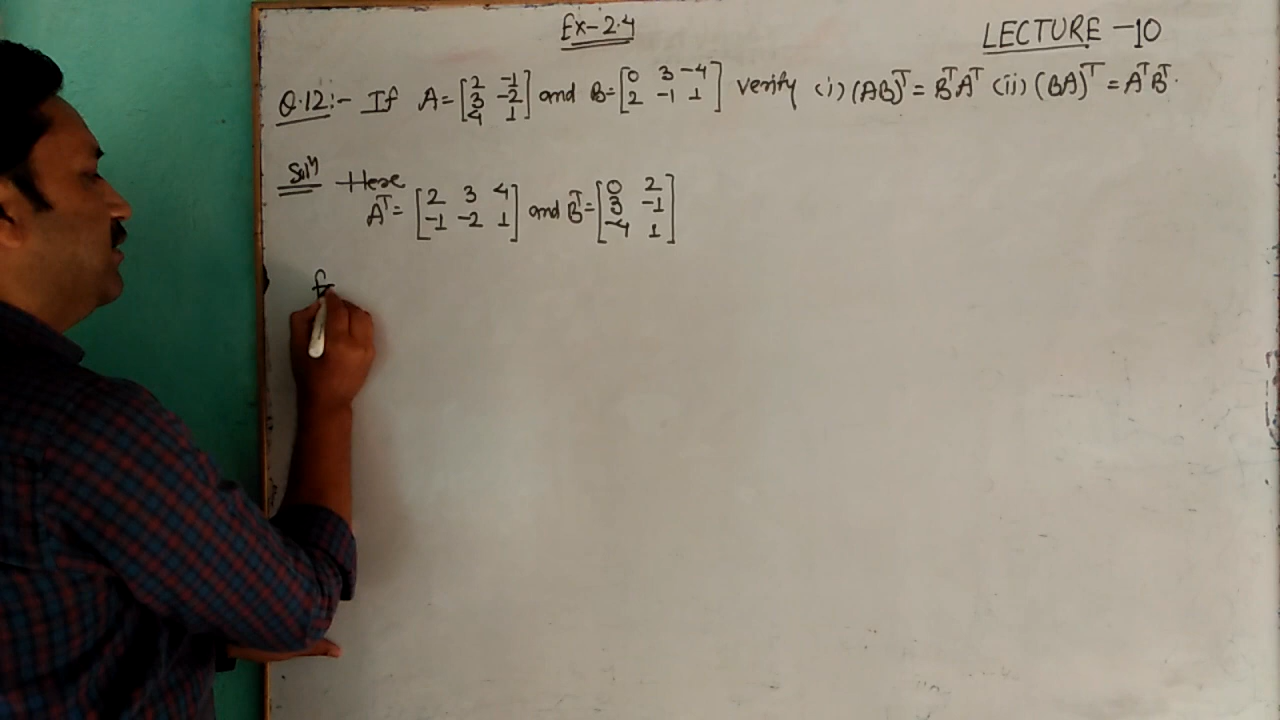 Ex-2.4
LECTURE -10
Q.12:- If A = [2 -1; 3 -2; 4 1] and B = [0 3 -4; 2 -1 1] verify (i) (AB)^T = B^T A^T (ii) (BA)^T = A^T B^T.
Sol^n Here
A^T = [2 3 4; -1 -2 1] and B^T = [0 2; 3 -1; -4 1]